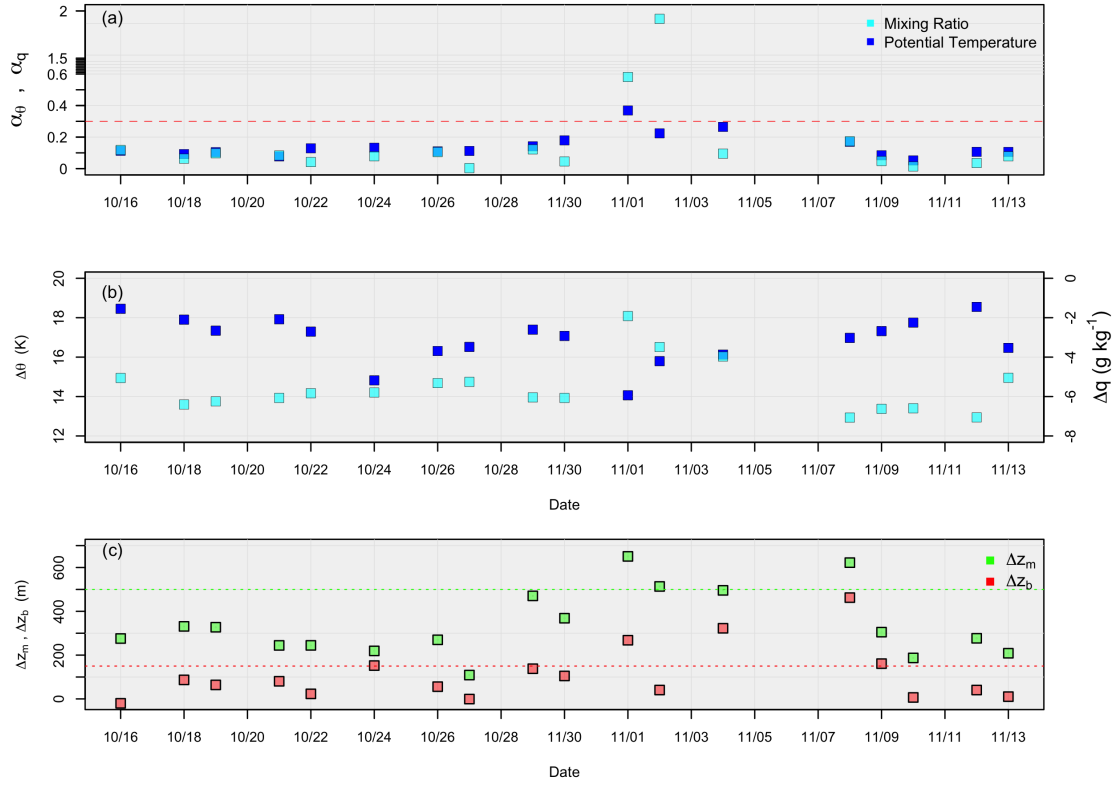 (a)
Mixing Ratio
Potential Temperature
αθ , αq
2
1.5
0.6
0.4
0.2
0
10/16 10/18 10/20 10/22 10/24 10/26 10/28 11/30 11/01 11/03 11/05 11/07 11/09 11/11 11/13
(b)
Δθ (K)
20
18
16
14
12
0
-2
-4
-6
-8
Δq (g kg⁻¹)
10/16 10/18 10/20 10/22 10/24 10/26 10/28 11/30 11/01 11/03 11/05 11/07 11/09 11/11 11/13
Date
(c)
Δzm
Δzb
Δzm , Δzb (m)
600
400
200
0
10/16 10/18 10/20 10/22 10/24 10/26 10/28 11/30 11/01 11/03 11/05 11/07 11/09 11/11 11/13
Date